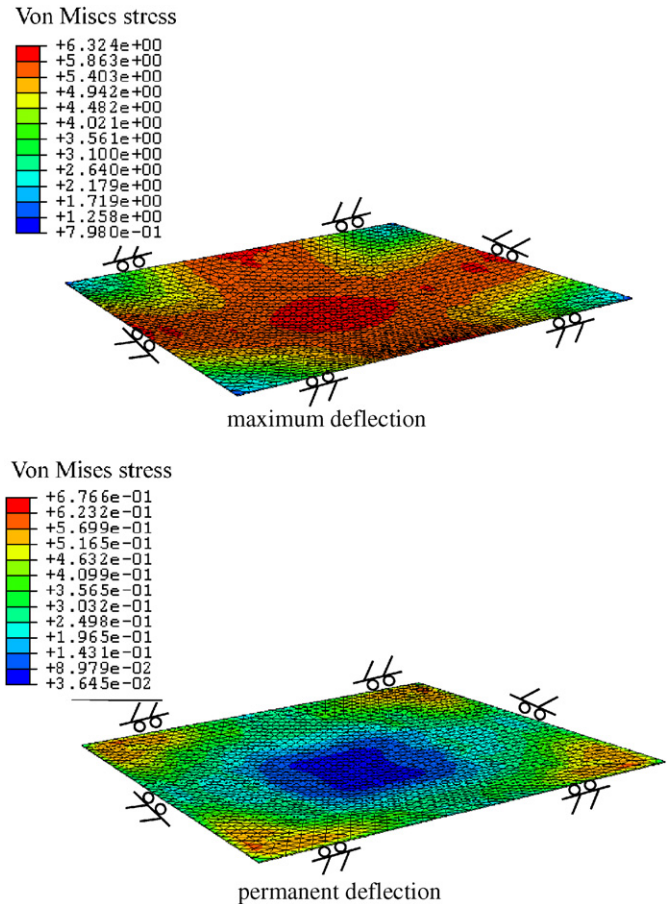 Von Mises stress
+6.324e+00
+5.863e+00
+5.403e+00
+4.942e+00
+4.482e+00
+4.021e+00
+3.561e+00
+3.100e+00
+2.640e+00
+2.179e+00
+1.719e+00
+1.258e+00
+7.980e-01
maximum deflection
Von Mises stress
+6.766e-01
+6.232e-01
+5.699e-01
+5.165e-01
+4.632e-01
+4.099e-01
+3.565e-01
+3.032e-01
+2.498e-01
+1.965e-01
+1.431e-01
+8.979e-02
+3.645e-02
permanent deflection